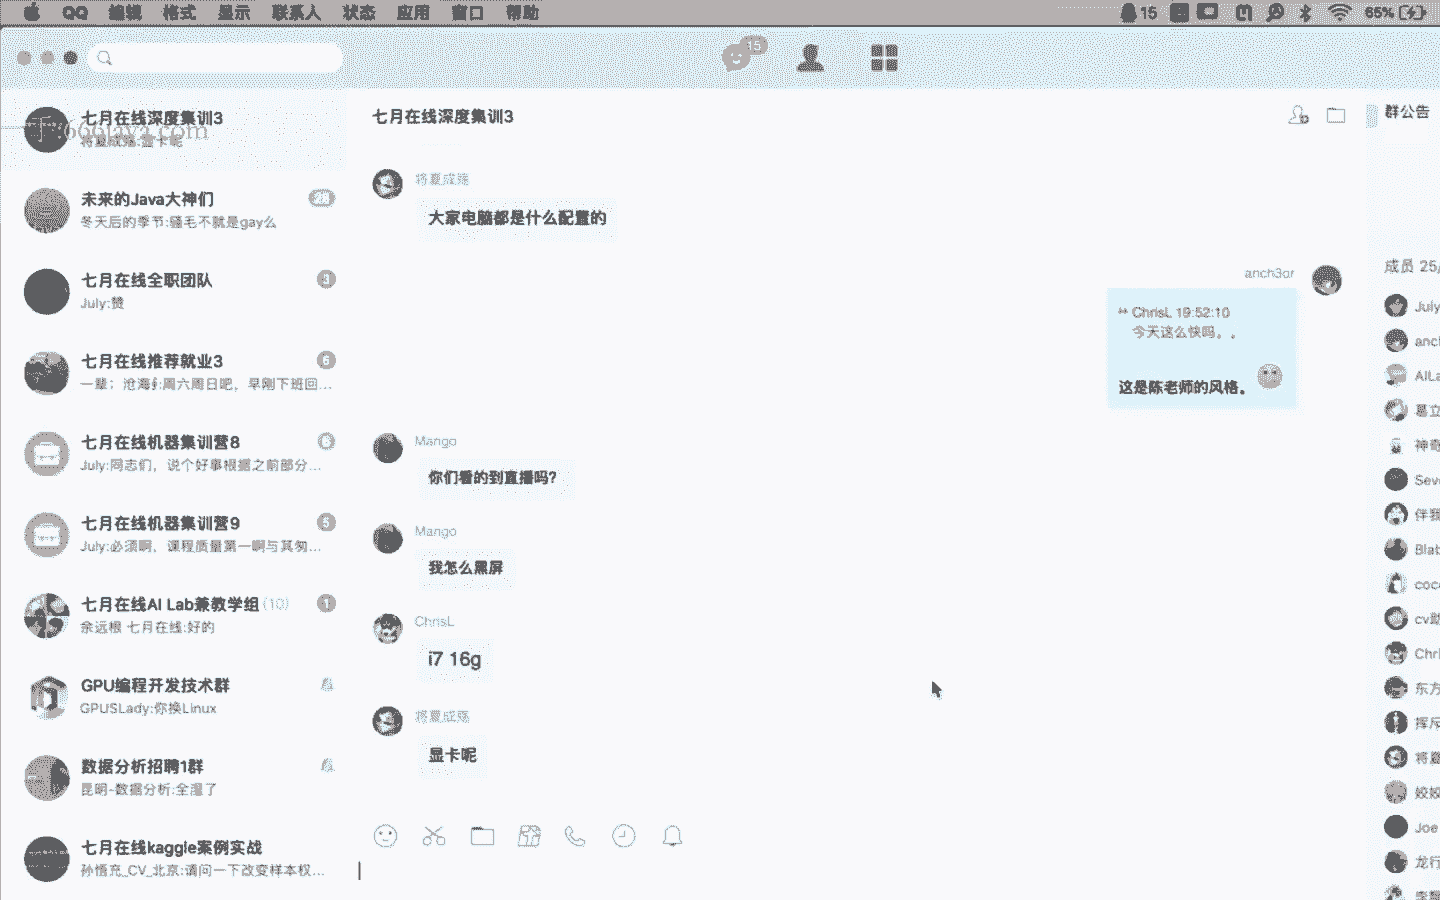 QQ 编辑 格式 显示 联系人 状态 应用 窗口 帮助
15
65%
15
七月在线深度集训3
将夏成殇:显卡呢
未来的Java大神们
28
冬天后的季节:骚毛不就是gay么
七月在线全职团队
3
July:赞
七月在线推荐就业3
6
一辈：沧海:周六周日吧，早刚下班回...
七月在线机器集训营8
6
July:同志们，说个好事根据之前部分...
七月在线机器集训营9
5
July:必须啊，课程质量第一啊与其匆...
七月在线AI Lab兼教学组(10)
1
余远根 七月在线:好的
GPU编程开发技术群
GPUSLady:你换Linux
数据分析招聘1群
昆明-数据分析:全湿了
七月在线kaggle案例实战
孙悟充_CV_北京:请问一下改变样本权...
七月在线深度集训3
将夏成殇
大家电脑都是什么配置的
anch3or
ChrisL 19:52:10
今天这么快吗。。
这是陈老师的风格。
Mango
你们看的到直播吗?
Mango
我怎么黑屏
ChrisL
i7 16g
将夏成殇
显卡呢
群公告
成员 25/
July
anc
AILa
葛立
神奇
Sev
伴我
Blab
coc
cv助
Chri
东方
挥斥
将夏
姣姣
Joe
龙行